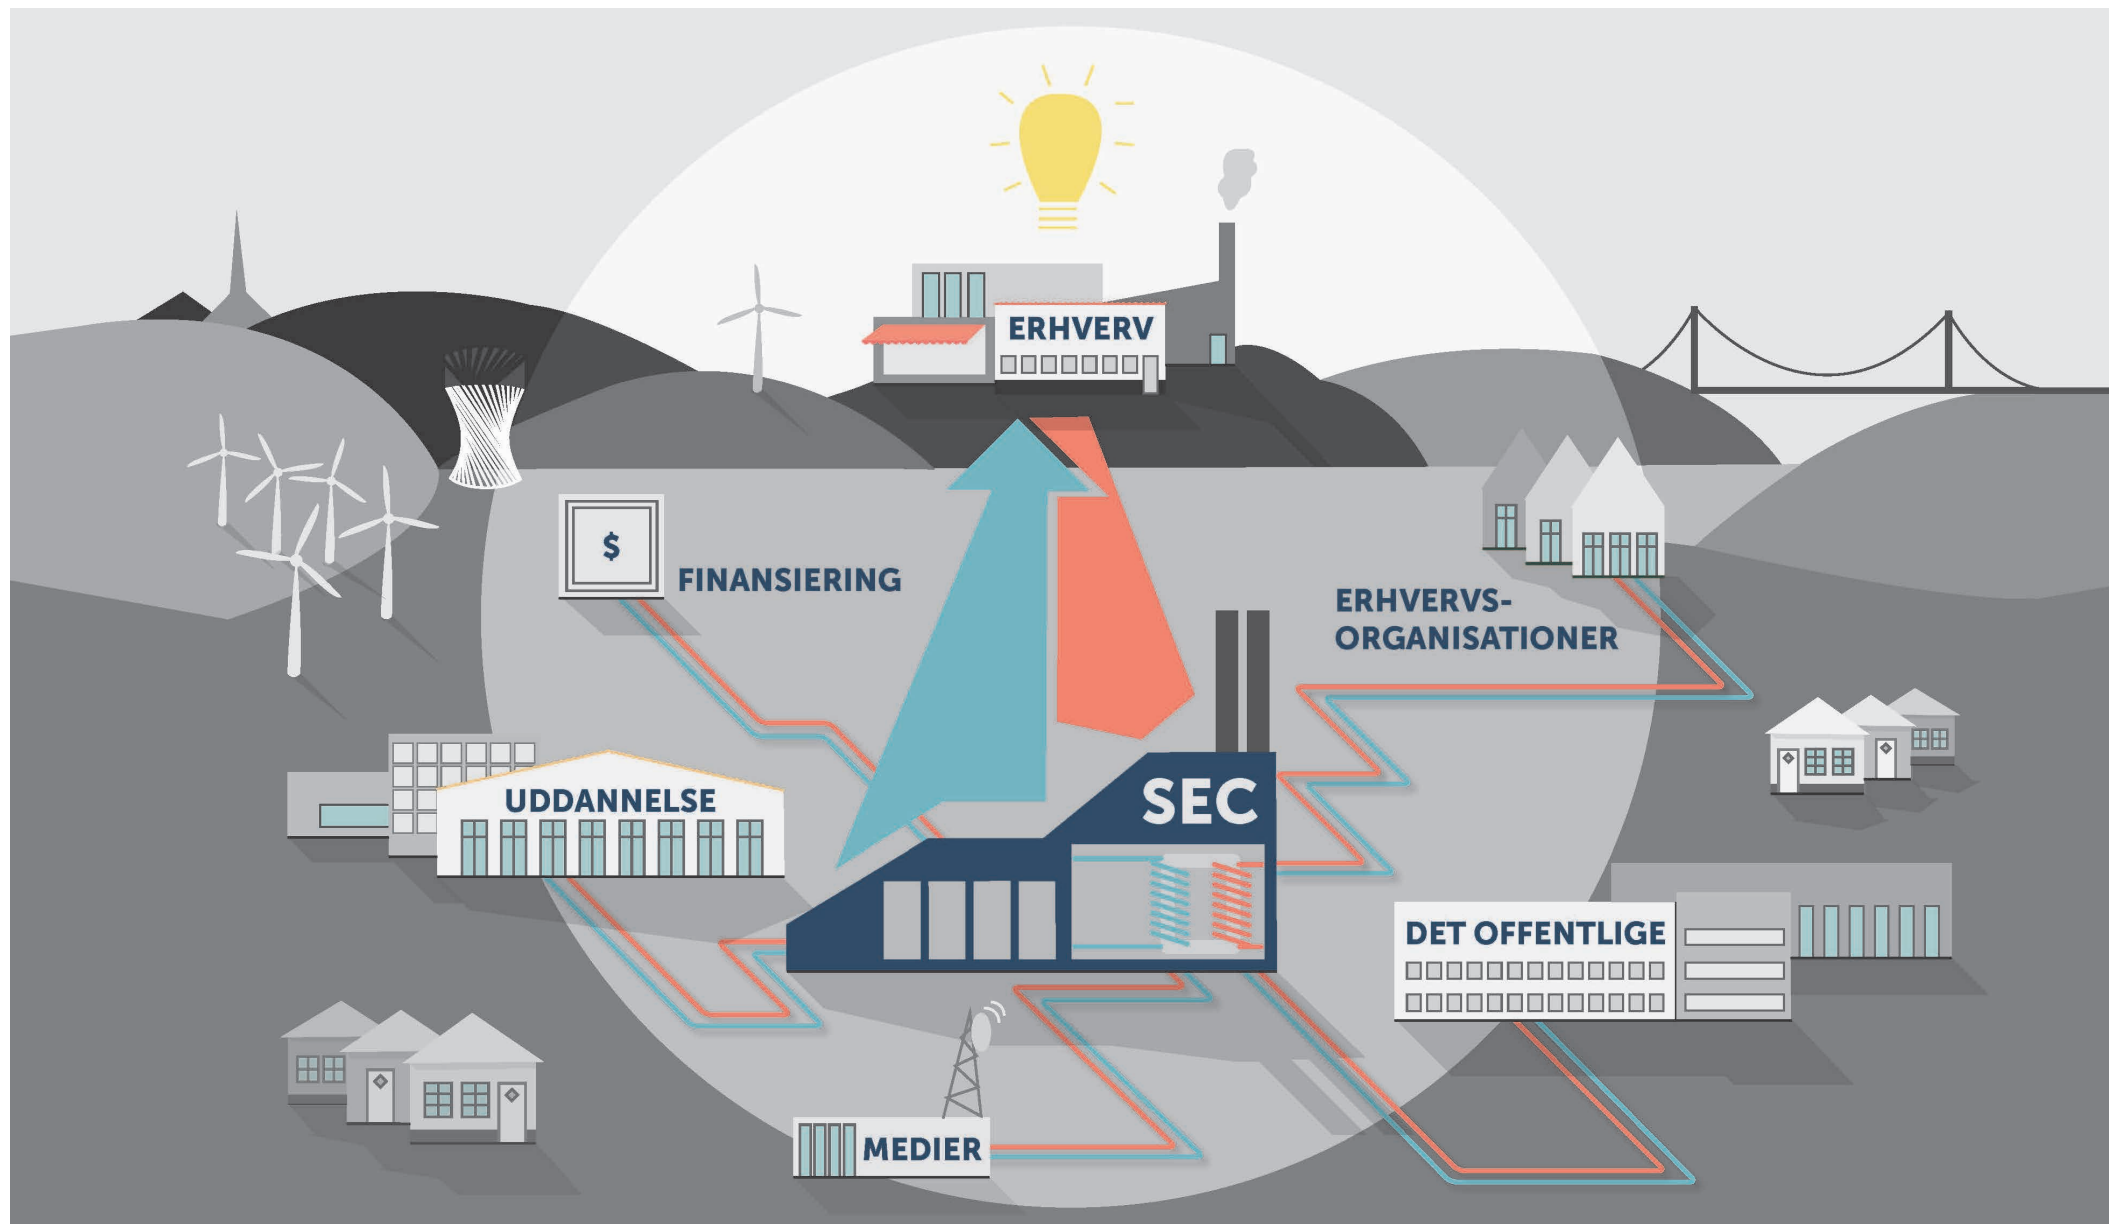 ERHVERV
$
FINANSIERING
ERHVERVS-
ORGANISATIONER
UDDANNELSE
SEC
DET OFFENTLIGE
MEDIER